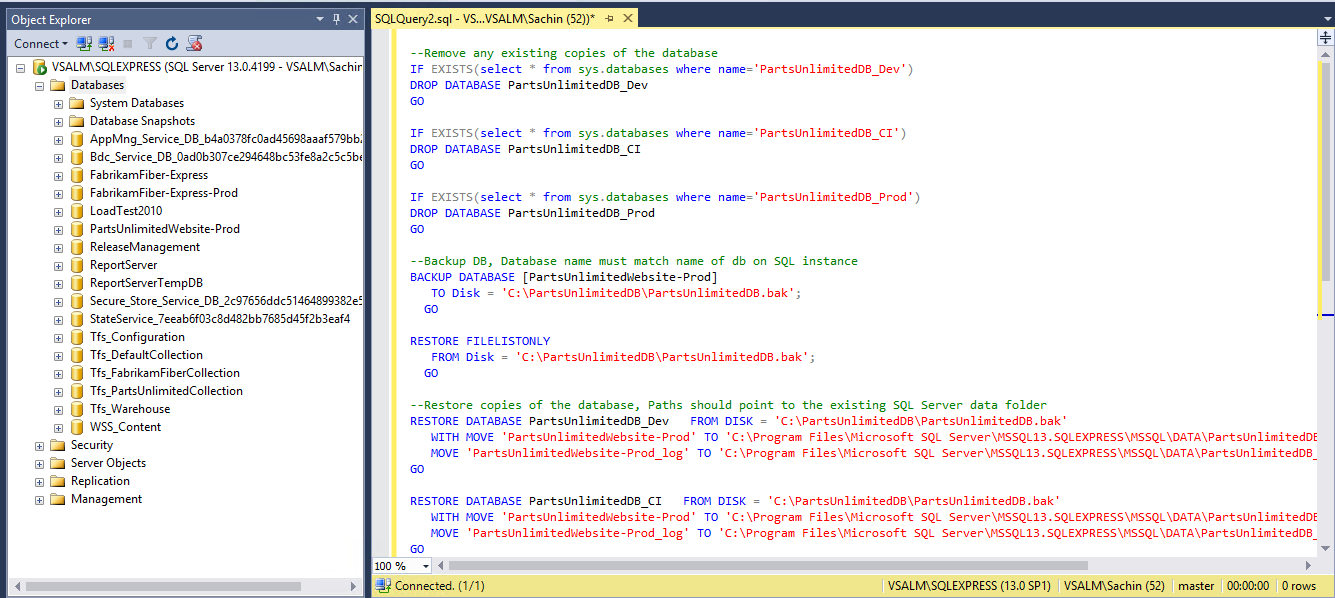 Object Explorer
Connect
VSALM\SQLEXPRESS (SQL Server 13.0.4199 - VSALM\Sachin
Databases
System Databases
Database Snapshots
AppMng_Service_DB_b4a0378fc0ad45698aaaf579bb
Bdc_Service_DB_0ad0b307ce294648bc53fe8a2c5c5be
FabrikamFiber-Express
FabrikamFiber-Express-Prod
LoadTest2010
PartsUnlimitedWebsite-Prod
ReleaseManagement
ReportServer
ReportServerTempDB
Secure_Store_Service_DB_2c97656ddc51464899382e5
StateService_7eeab6f03c8d482bb7685d45f2b3eaf4
Tfs_Configuration
Tfs_DefaultCollection
Tfs_FabrikamFiberCollection
Tfs_PartsUnlimitedCollection
Tfs_Warehouse
WSS_Content
Security
Server Objects
Replication
Management
SQLQuery2.sql - VS...VSALM\Sachin (52))*
--Remove any existing copies of the database
IF EXISTS(select * from sys.databases where name='PartsUnlimitedDB_Dev')
DROP DATABASE PartsUnlimitedDB_Dev
GO
IF EXISTS(select * from sys.databases where name='PartsUnlimitedDB_CI')
DROP DATABASE PartsUnlimitedDB_CI
GO
IF EXISTS(select * from sys.databases where name='PartsUnlimitedDB_Prod')
DROP DATABASE PartsUnlimitedDB_Prod
GO
--Backup DB, Database name must match name of db on SQL instance
BACKUP DATABASE [PartsUnlimitedWebsite-Prod]
TO Disk = 'C:\PartsUnlimitedDB\PartsUnlimitedDB.bak';
GO
RESTORE FILELISTONLY
FROM Disk = 'C:\PartsUnlimitedDB\PartsUnlimitedDB.bak';
GO
--Restore copies of the database, Paths should point to the existing SQL Server data folder
RESTORE DATABASE PartsUnlimitedDB_Dev FROM DISK = 'C:\PartsUnlimitedDB\PartsUnlimitedDB.bak'
WITH MOVE 'PartsUnlimitedWebsite-Prod' TO 'C:\Program Files\Microsoft SQL Server\MSSQL13.SQLEXPRESS\MSSQL\DATA\PartsUnlimitedDB
MOVE 'PartsUnlimitedWebsite-Prod_log' TO 'C:\Program Files\Microsoft SQL Server\MSSQL13.SQLEXPRESS\MSSQL\DATA\PartsUnlimitedDB_
GO
RESTORE DATABASE PartsUnlimitedDB_CI FROM DISK = 'C:\PartsUnlimitedDB\PartsUnlimitedDB.bak'
WITH MOVE 'PartsUnlimitedWebsite-Prod' TO 'C:\Program Files\Microsoft SQL Server\MSSQL13.SQLEXPRESS\MSSQL\DATA\PartsUnlimitedDB
MOVE 'PartsUnlimitedWebsite-Prod_log' TO 'C:\Program Files\Microsoft SQL Server\MSSQL13.SQLEXPRESS\MSSQL\DATA\PartsUnlimitedDB_
GO
100 %
Connected. (1/1)
VSALM\SQLEXPRESS (13.0 SP1)
VSALM\Sachin (52)
master
00:00:00
0 rows